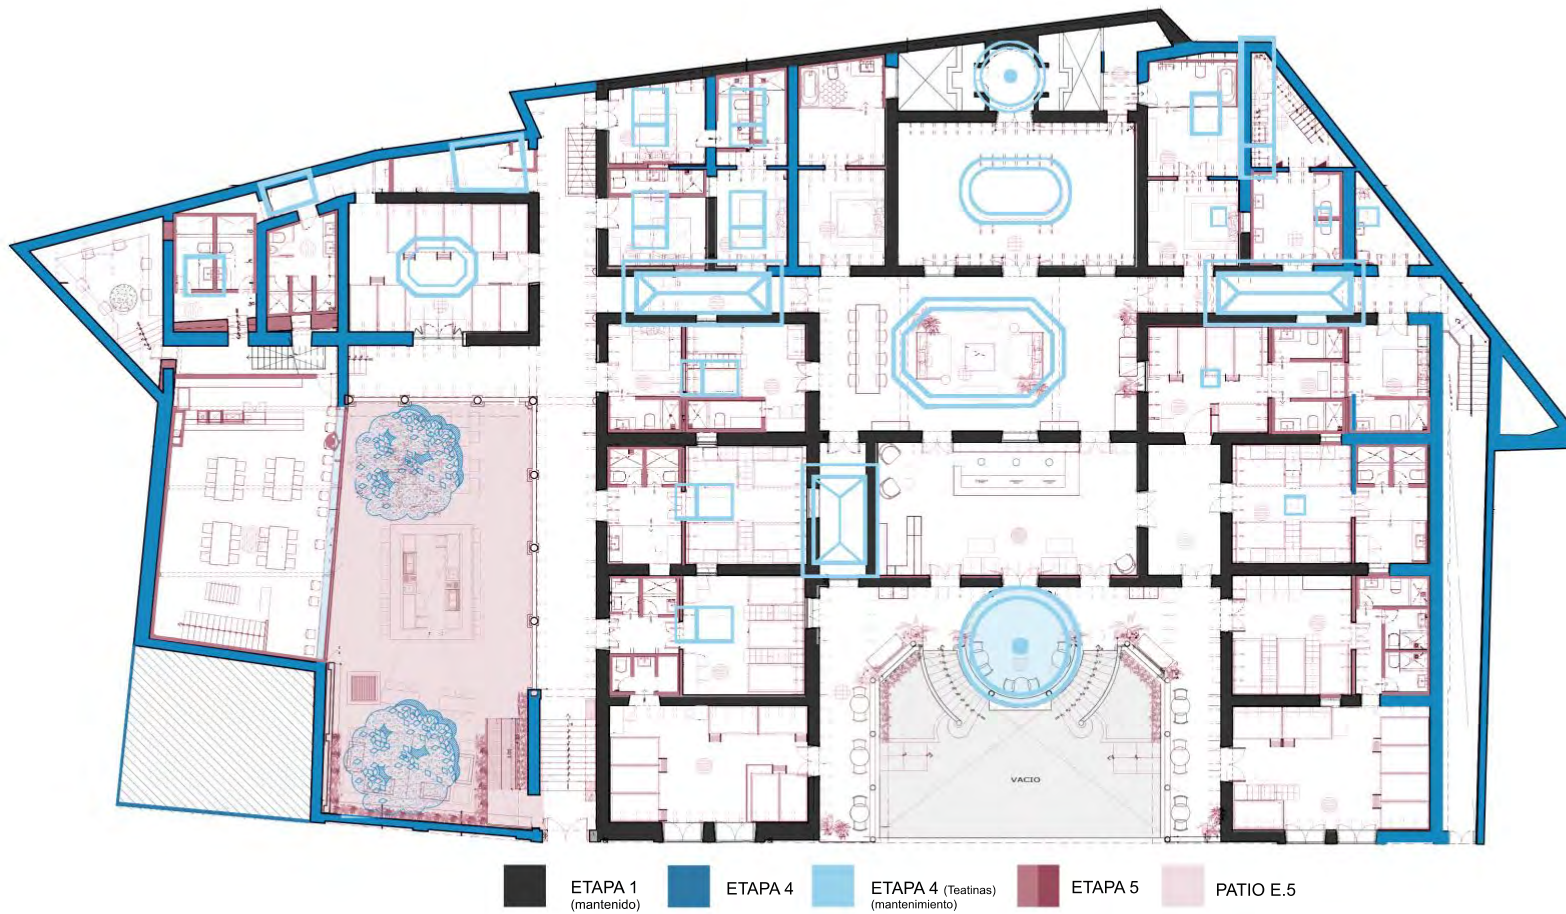 VACIO
ETAPA 1
(mantenido)
ETAPA 4
ETAPA 4 (Teatinas)
(mantenimiento)
ETAPA 5
PATIO E.5